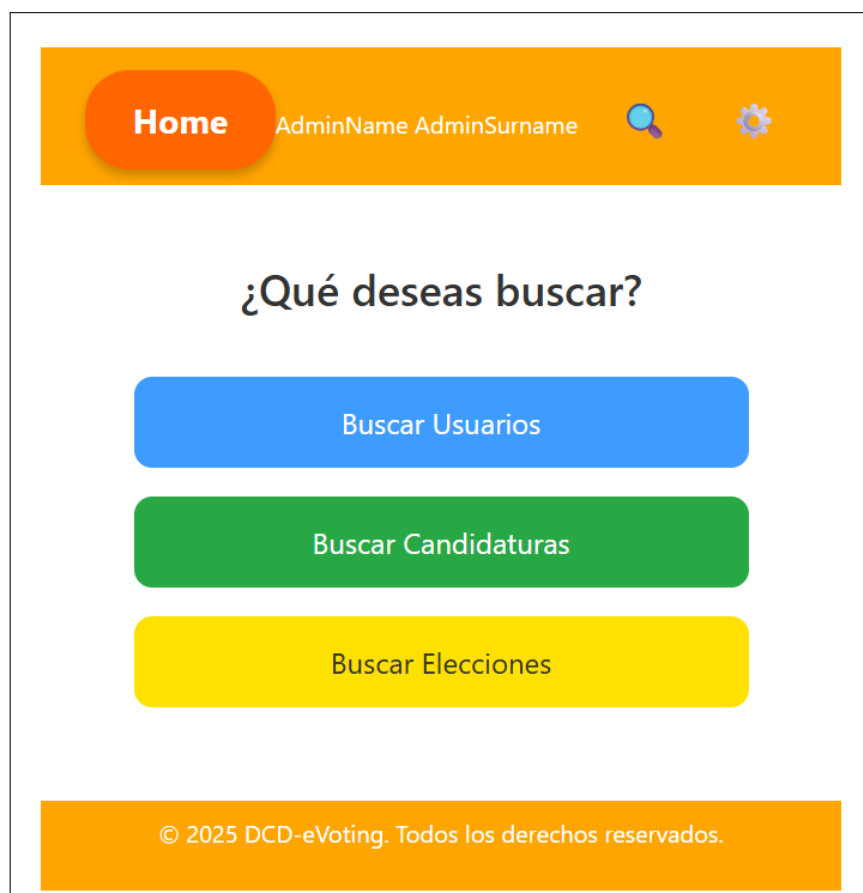 Home
AdminName AdminSurname
¿Qué deseas buscar?
Buscar Usuarios
Buscar Candidaturas
Buscar Elecciones
© 2025 DCD-eVoting. Todos los derechos reservados.